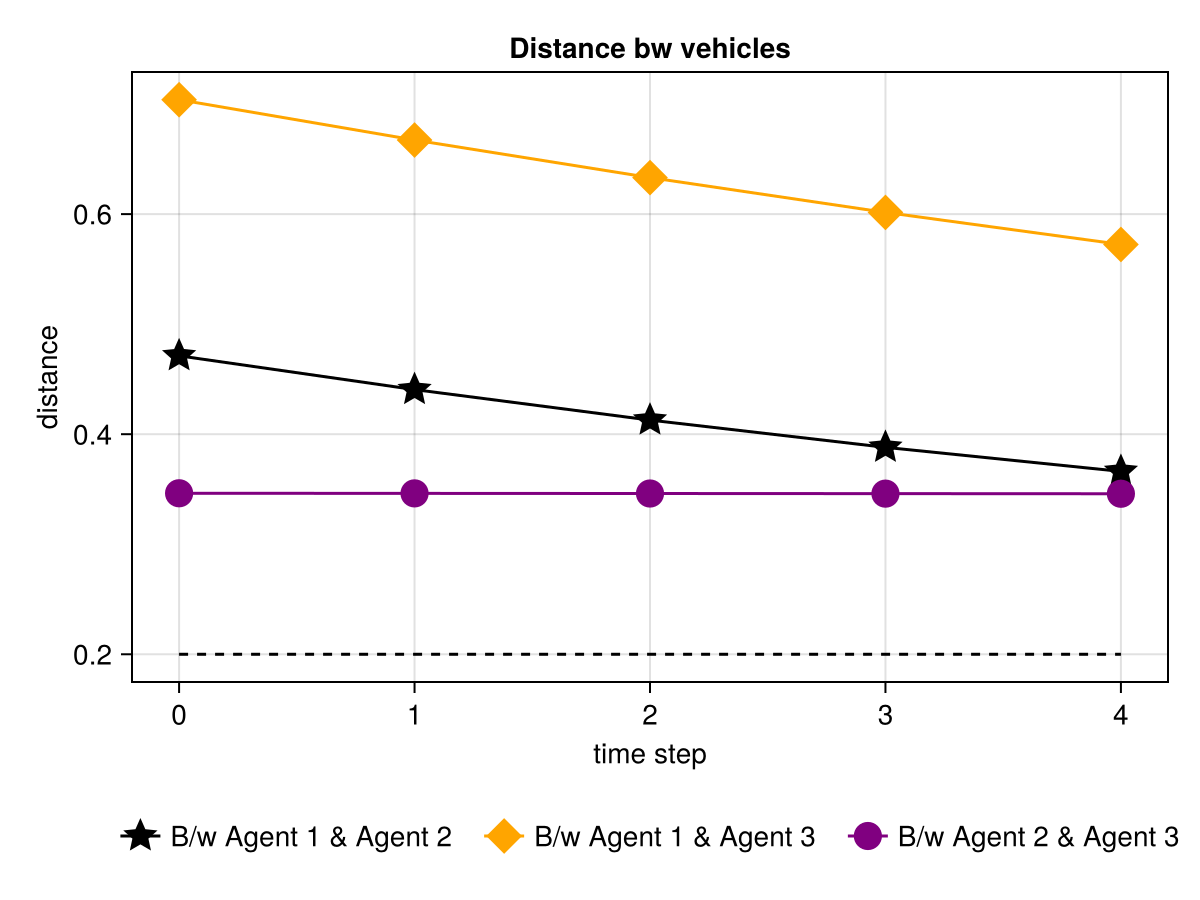 Distance bw vehicles
distance
0.6
0.4
0.2
0 1 2 3 4
time step
B/w Agent 1 & Agent 2 B/w Agent 1 & Agent 3 B/w Agent 2 & Agent 3